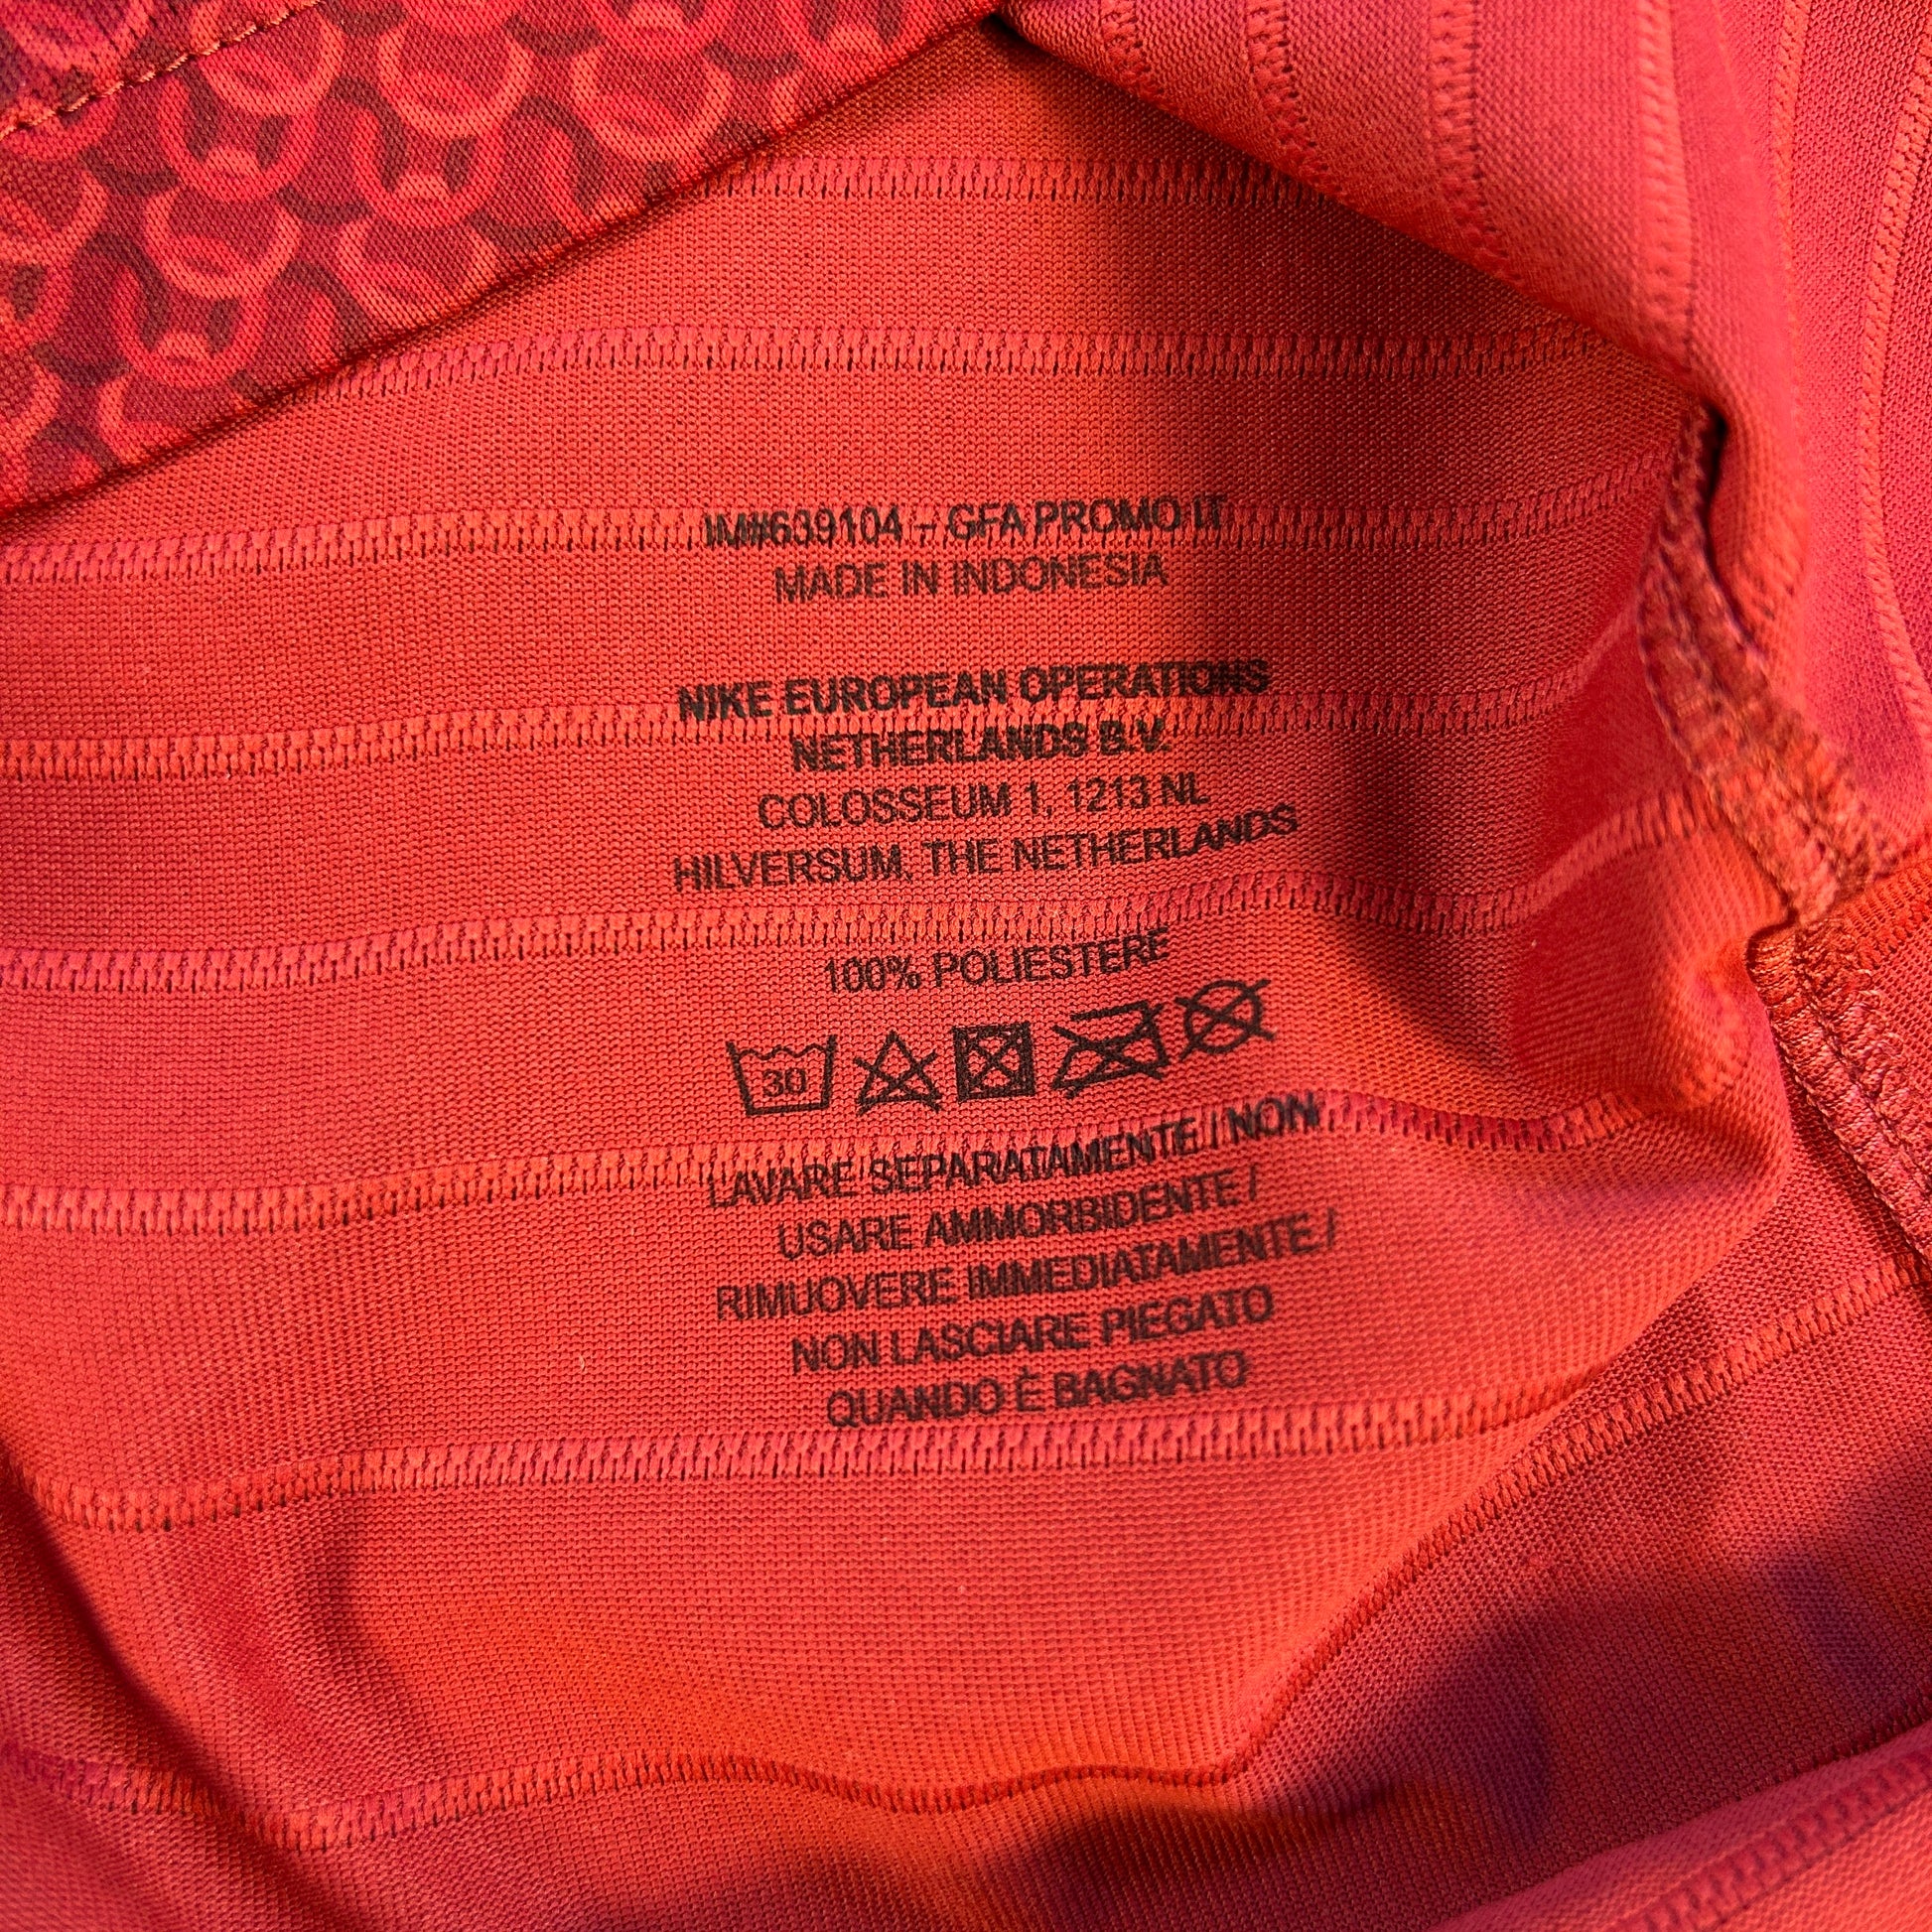 IM#639104 - GFA PROMO IT
MADE IN INDONESIA
NIKE EUROPEAN OPERATIONS
NETHERLANDS B.V.
COLOSSEUM 1, 1213 NL
HILVERSUM, THE NETHERLANDS
100% POLIESTERE
30
LAVARE SEPARATAMENTE / NON
USARE AMMORBIDENTE /
RIMUOVERE IMMEDIATAMENTE /
NON LASCIARE PIEGATO
QUANDO È BAGNATO